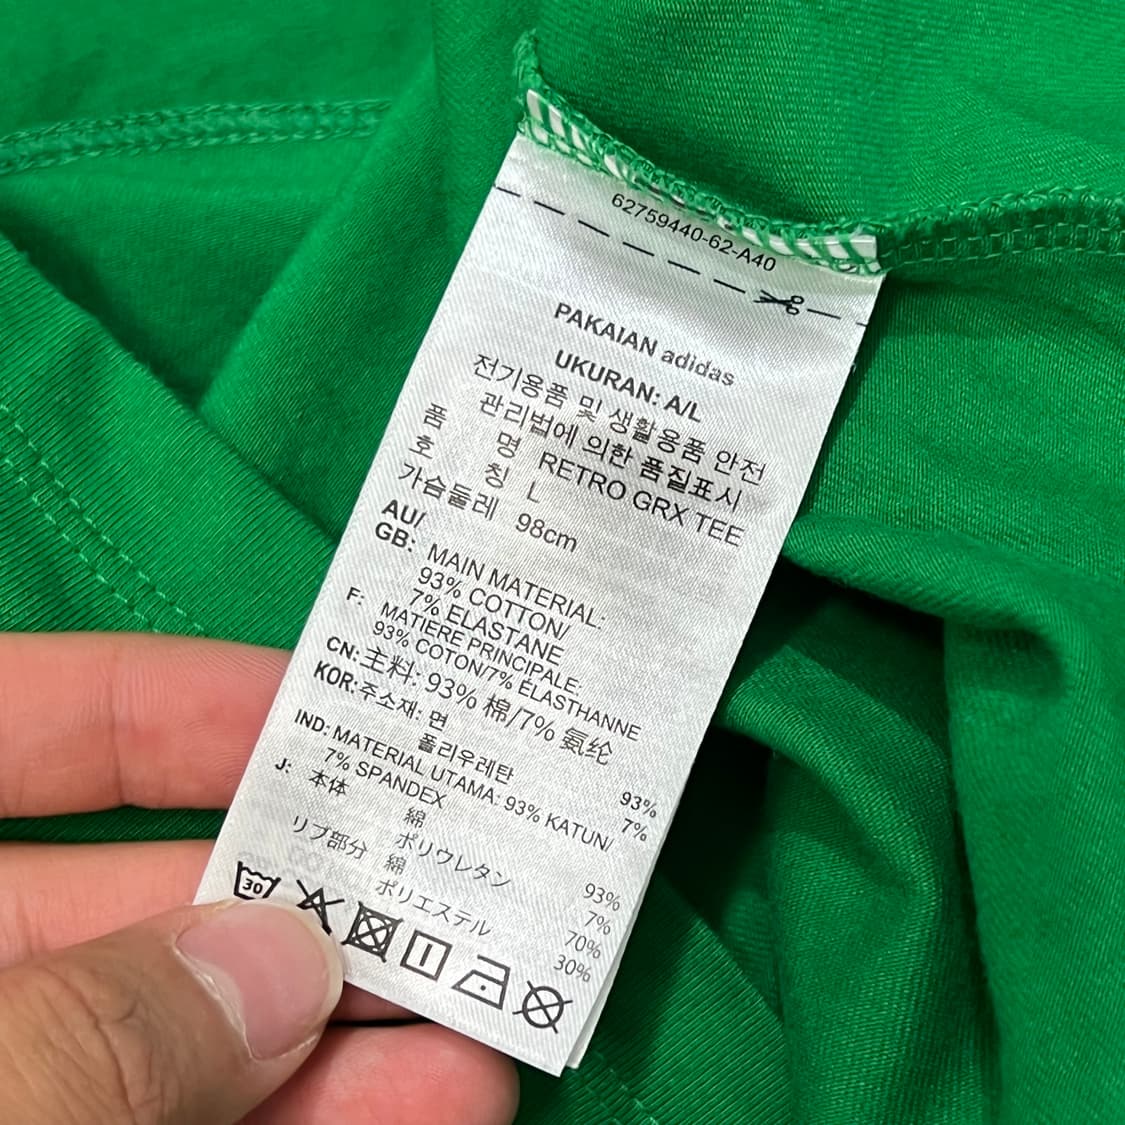 62759440-62-A40
PAKAIAN adidas
UKURAN: A/L
전기용품 및 생활용품 안전
관리법에 의한 품질표시
품 명 RETRO GRX TEE
호 칭 L
가슴둘레 98cm
AU/
GB: MAIN MATERIAL:
93% COTTON/
7% ELASTANE
F: MATIÈRE PRINCIPALE:
93% COTON/7% ÉLASTHANNE
CN: 主料: 93% 棉/7% 氨纶
KOR: 주소재: 면 93%
폴리우레탄 7%
IND: MATERIAL UTAMA: 93% KATUN/
7% SPANDEX
J: 本体 綿 93%
ポリウレタン 7%
リブ部分 綿 70%
ポリエステル 30%
30